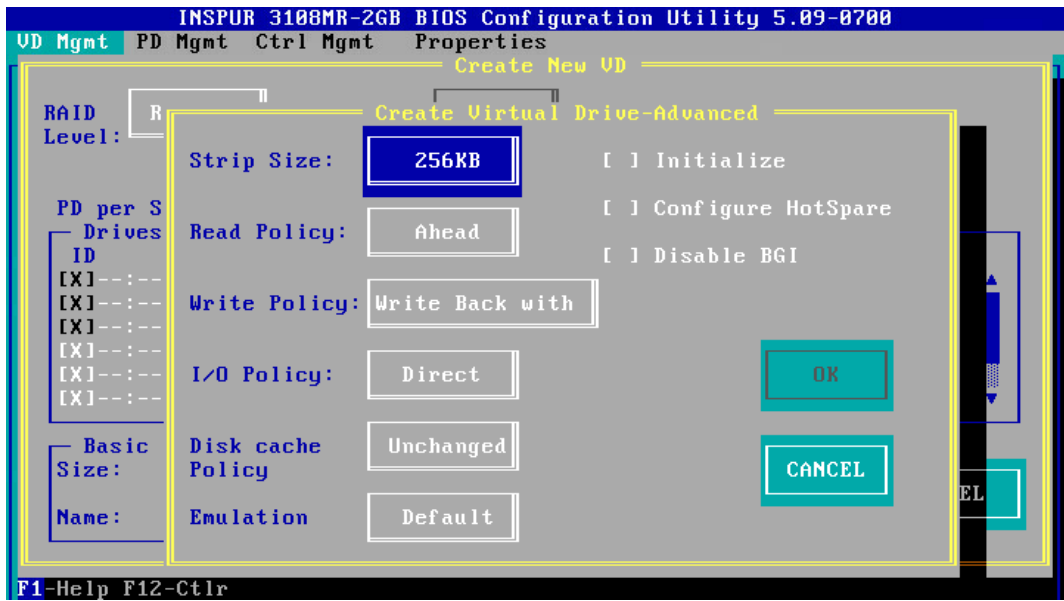 INSPUR 3108MR-2GB BIOS Configuration Utility 5.09-0700
VD Mgmt PD Mgmt Ctrl Mgmt Properties
Create New VD
RAID Level: R
Create Virtual Drive-Advanced
Strip Size: 256KB [ ] Initialize
PD per S
[ ] Configure HotSpare
Drives
Read Policy: Ahead
ID
[ ] Disable BGI
[X]--:--
[X]--:--
Write Policy: Write Back with
[X]--:--
[X]--:--
[X]--:--
I/O Policy: Direct
OK
[X]--:--
Basic
Disk cache Policy Unchanged
Size:
CANCEL
EL
Name:
Emulation Default
F1-Help F12-Ctlr